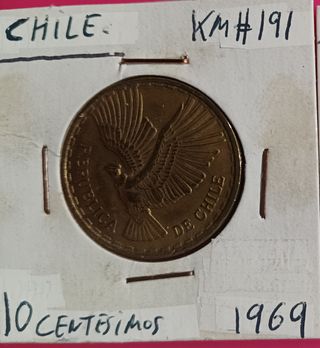 CHILE. KM#191
REPUBLICA
DE CHILE
10 CENTESIMOS 1969